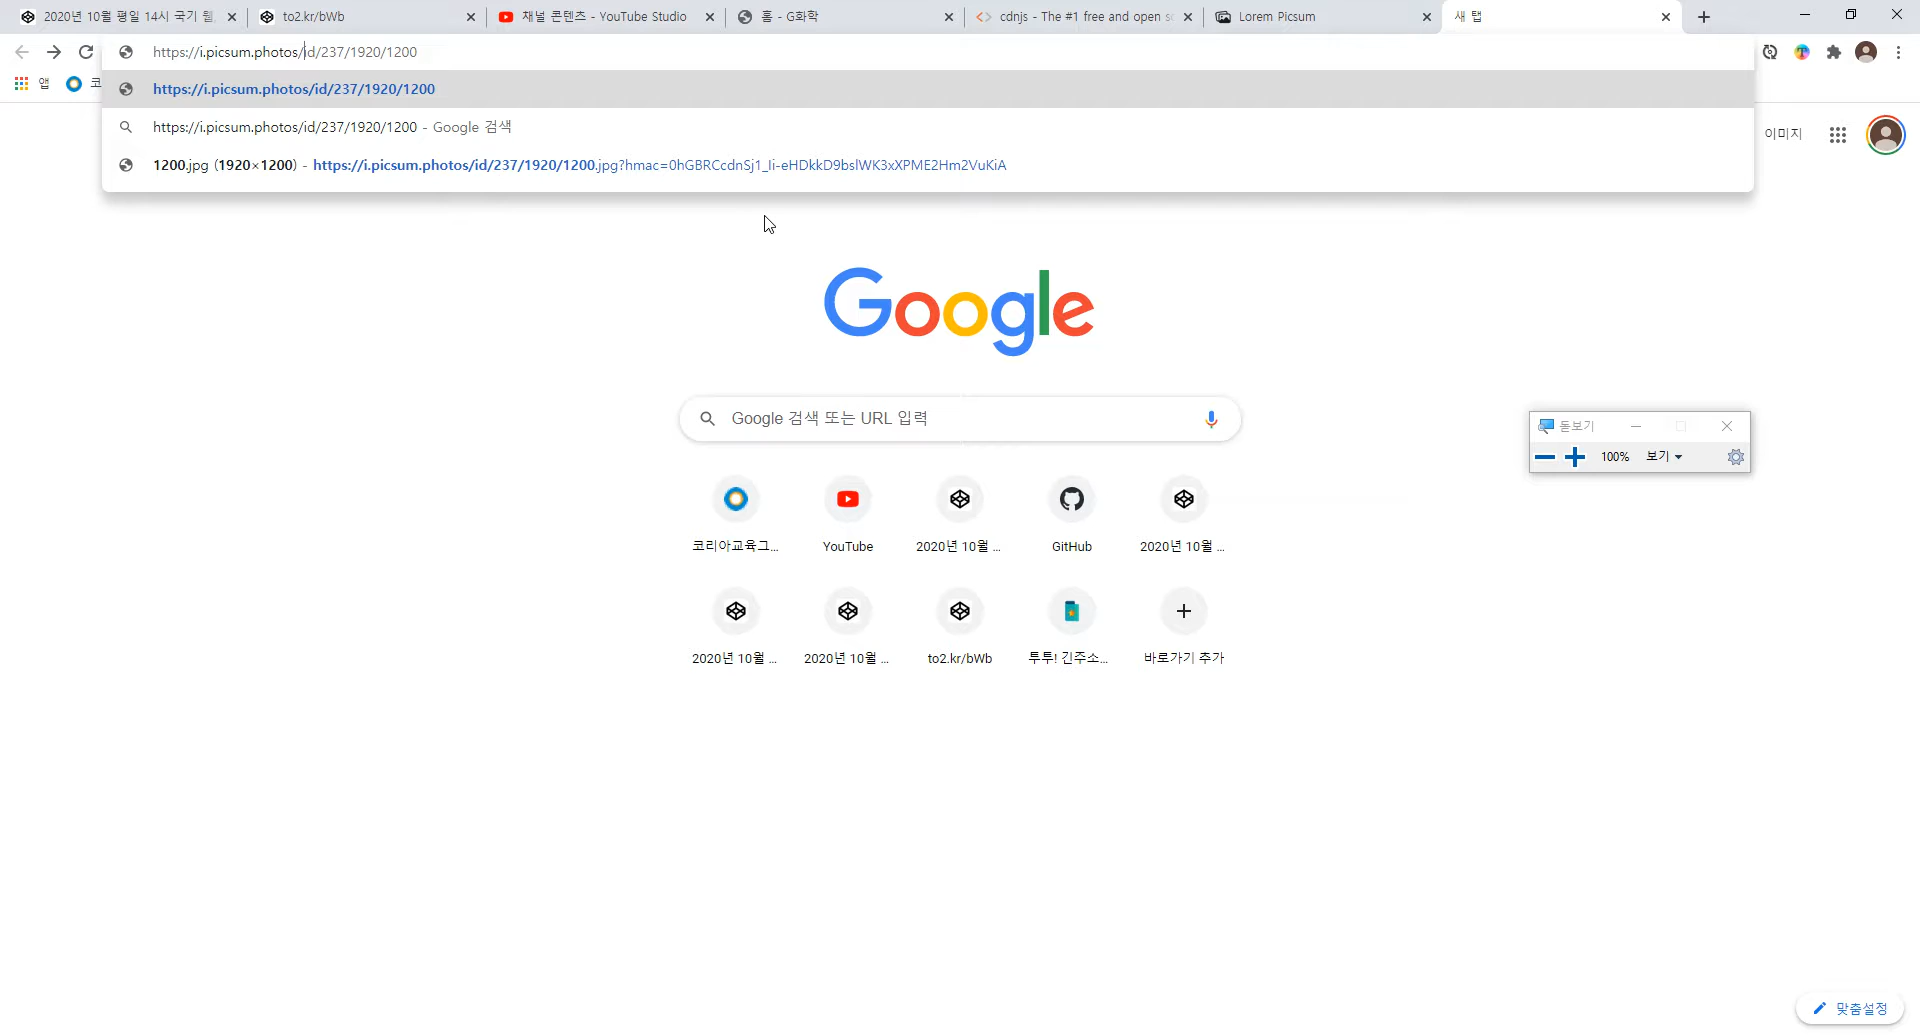 2020년 10월 평일 14시 국기 웹
to2.kr/bWb
채널 콘텐츠 - YouTube Studio
홈 - G화학
cdnjs - The #1 free and open so
Lorem Picsum
새 탭
https://i.picsum.photos/id/237/1920/1200
앱
코
https://i.picsum.photos/id/237/1920/1200
https://i.picsum.photos/id/237/1920/1200 - Google 검색
1200.jpg (1920×1200) - https://i.picsum.photos/id/237/1920/1200.jpg?hmac=0hGBRCcdnSj1_Ii-eHDkkD9bslWK3xXPME2Hm2VuKiA
이미지
Google
Google 검색 또는 URL 입력
돋보기
100% 보기
코리아교육그...
YouTube
2020년 10월 ...
GitHub
2020년 10월 ...
2020년 10월 ...
2020년 10월 ...
to2.kr/bWb
투투! 긴주소...
바로가기 추가
맞춤설정